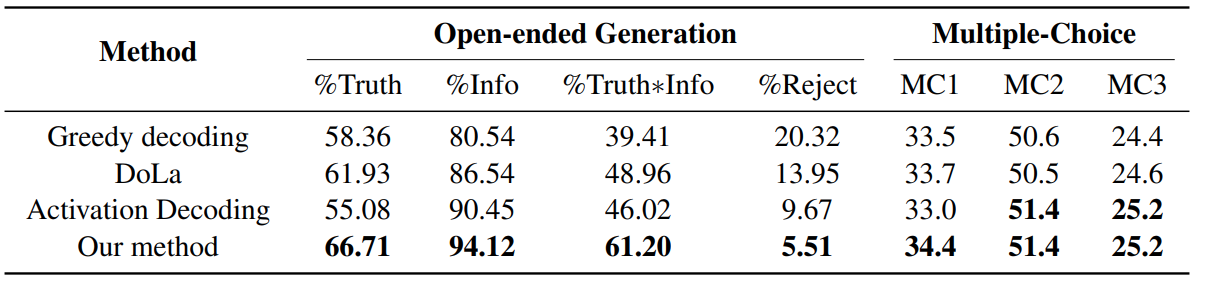 Method Open-ended Generation Multiple-Choice
%Truth %Info %Truth∗Info %Reject MC1 MC2 MC3
Greedy decoding 58.36 80.54 39.41 20.32 33.5 50.6 24.4
DoLa 61.93 86.54 48.96 13.95 33.7 50.5 24.6
Activation Decoding 55.08 90.45 46.02 9.67 33.0 51.4 25.2
Our method 66.71 94.12 61.20 5.51 34.4 51.4 25.2